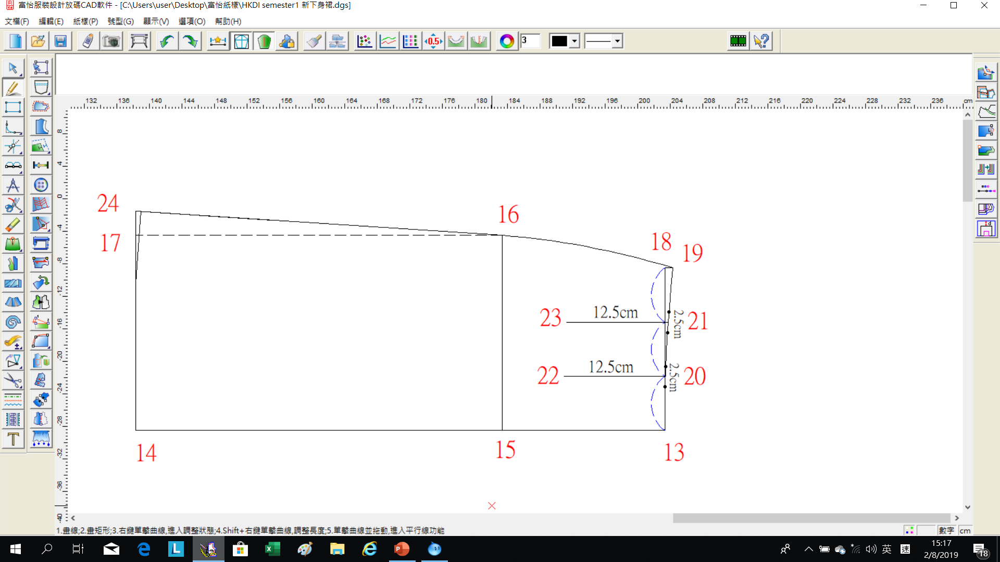 富怡服裝設計放碼CAD軟件 - [C:\Users\user\Desktop\富怡紙樣\HKDI semester1 新下身裙.dgs]
文檔(F) 編輯(E) 紙樣(P) 號型(G) 顯示(V) 選項(O) 幫助(H)
0.5 3
132 136 140 144 148 152 156 160 164 168 172 176 180 184 188 192 196 200 204 208 212 216 220 224 228 232 236 cm
8
4
0
-4
-8
-12
-16
-20
-24
-28
-32
-36
-40
24
16
17
18
19
23
12.5cm
2.5cm
21
22
12.5cm
2.5cm
20
14
15
13
1.畫線;2.畫矩形;3.右鍵單擊曲線,進入調整狀態;4.Shift+右鍵單擊曲線,調整長度;5.單擊曲線並拖動,進入平行線功能
數字 cm
英 速
15:17
2/8/2019
18